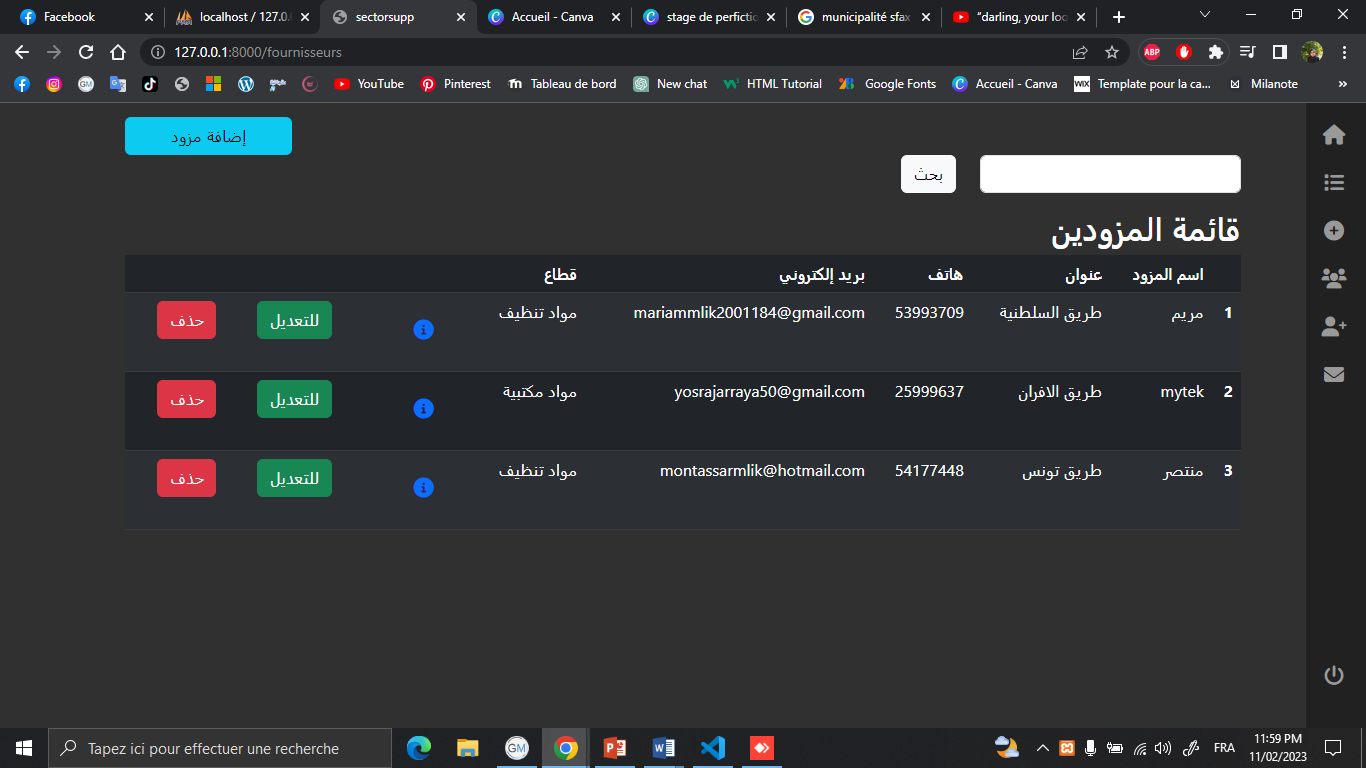 Facebook
localhost / 127.0.
sectorsupp
Accueil - Canva
stage de perfictio
municipalité sfax
"darling, your loo
127.0.0.1:8000/fournisseurs
ABP
GM
YouTube
Pinterest
Tableau de bord
New chat
HTML Tutorial
Google Fonts
Accueil - Canva
WIX
Template pour la ca...
Milanote
»
إضافة مزود
بحث
قائمة المزودين
اسم المزود عنوان هاتف بريد إلكتروني قطاع
1 مريم طريق السلطنية 53993709 mariammlik2001184@gmail.com مواد تنظيف للتعديل حذف
2 mytek طريق الافران 25999637 yosrajarraya50@gmail.com مواد مكتبية للتعديل حذف
3 منتصر طريق تونس 54177448 montassarmlik@hotmail.com مواد تنظيف للتعديل حذف
Tapez ici pour effectuer une recherche
GM
FRA
11:59 PM
11/02/2023